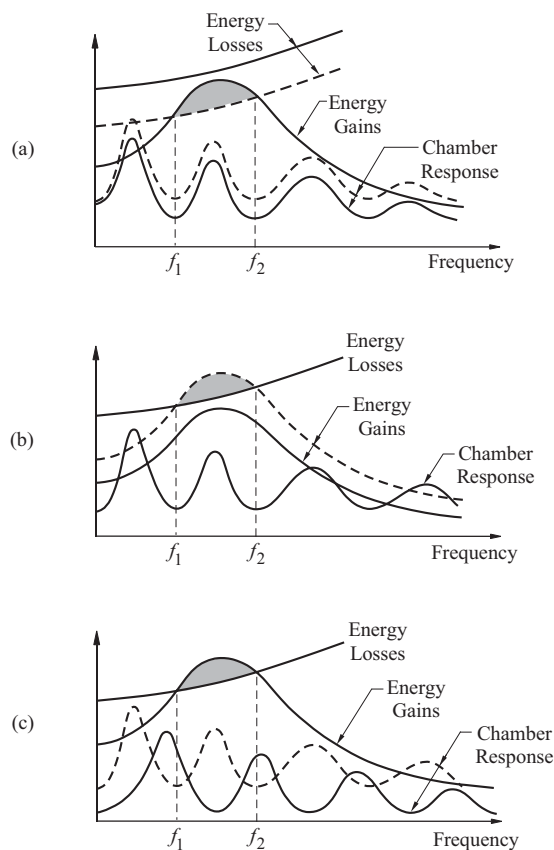 Energy
Losses
(a)
Energy
Gains
Chamber
Response
f1
f2
Frequency
Energy
Losses
(b)
Energy
Gains
Chamber
Response
f1
f2
Frequency
Energy
Losses
(c)
Energy
Gains
Chamber
Response
f1
f2
Frequency